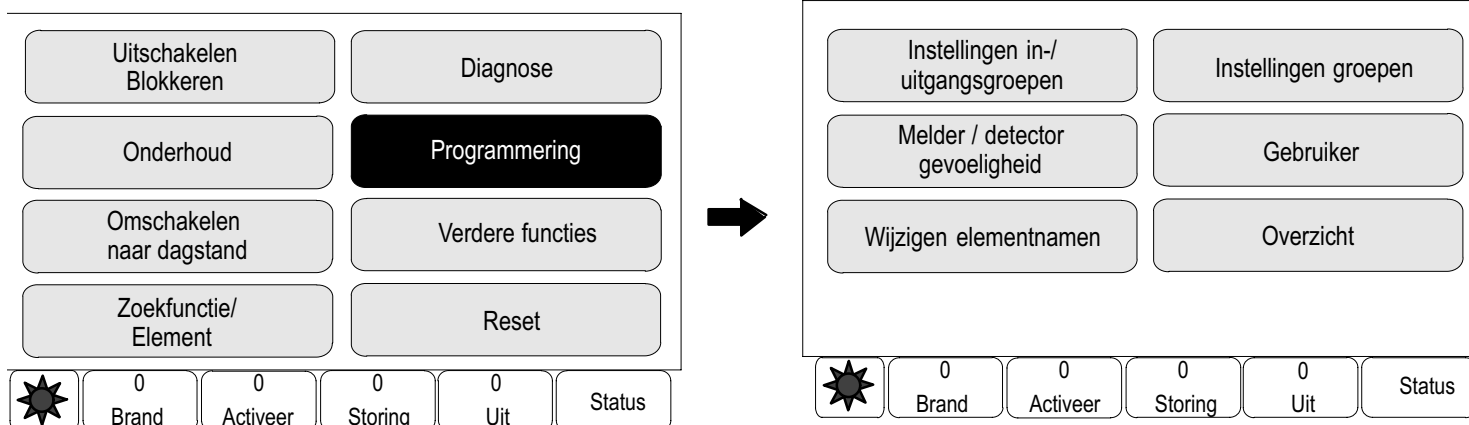 Uitschakelen
Blokkeren
Diagnose
Onderhoud
Programmering
Omschakelen
naar dagstand
Verdere functies
Zoekfunctie/
Element
Reset
0
Brand
0
Activeer
0
Storing
0
Uit
Status
Instellingen in-/
uitgangsgroepen
Instellingen groepen
Melder / detector
gevoeligheid
Gebruiker
Wijzigen elementnamen
Overzicht
0
Brand
0
Activeer
0
Storing
0
Uit
Status